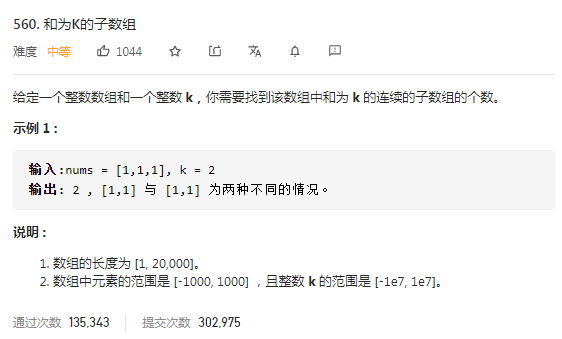 560. 和为K的子数组
难度 中等 1044
给定一个整数数组和一个整数 k，你需要找到该数组中和为 k 的连续的子数组的个数。
示例 1 :
输入:nums = [1,1,1], k = 2
输出: 2 , [1,1] 与 [1,1] 为两种不同的情况。
说明 :
1. 数组的长度为 [1, 20,000]。
2. 数组中元素的范围是 [-1000, 1000] ，且整数 k 的范围是 [-1e7, 1e7]。
通过次数 135,343 提交次数 302,975